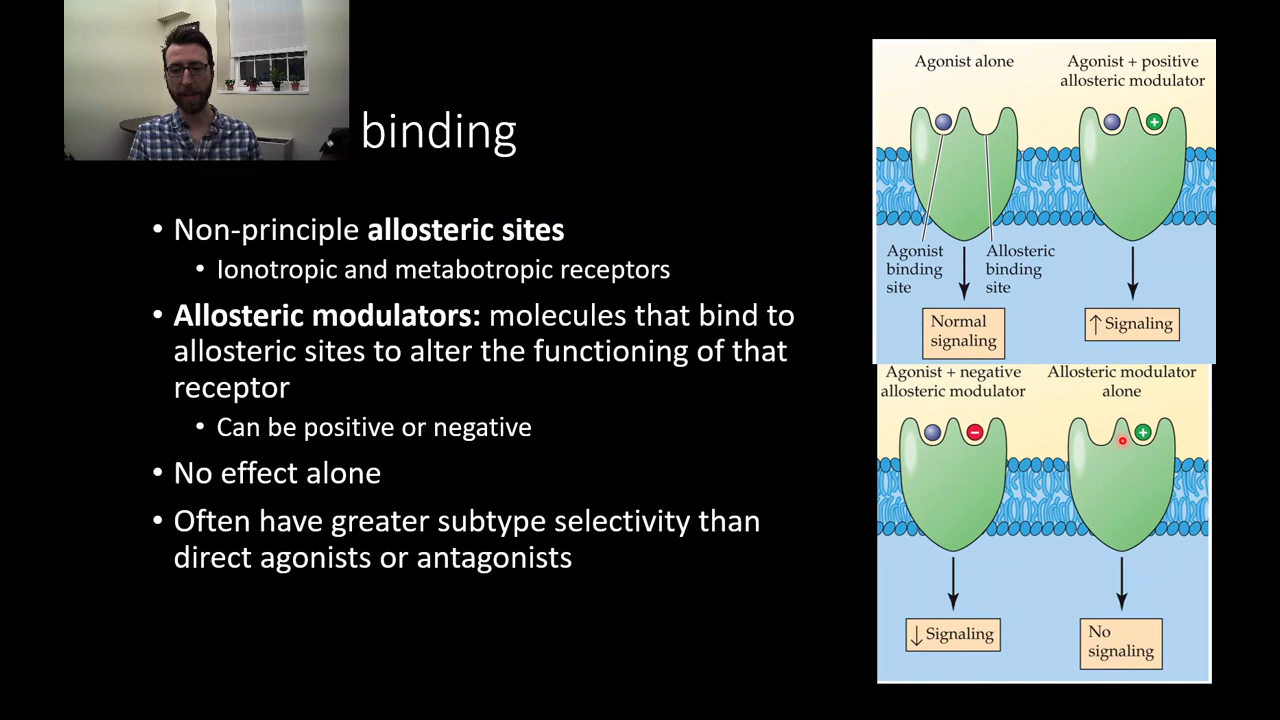 binding
• Non-principle allosteric sites
• Ionotropic and metabotropic receptors
• Allosteric modulators: molecules that bind to
allosteric sites to alter the functioning of that
receptor
• Can be positive or negative
• No effect alone
• Often have greater subtype selectivity than
direct agonists or antagonists
Agonist alone
Agonist + positive
allosteric modulator
+
Agonist
binding
site
Allosteric
binding
site
Normal
signaling
↑ Signaling
Agonist + negative
allosteric modulator
Allosteric modulator
alone
−
+
↓ Signaling
No
signaling